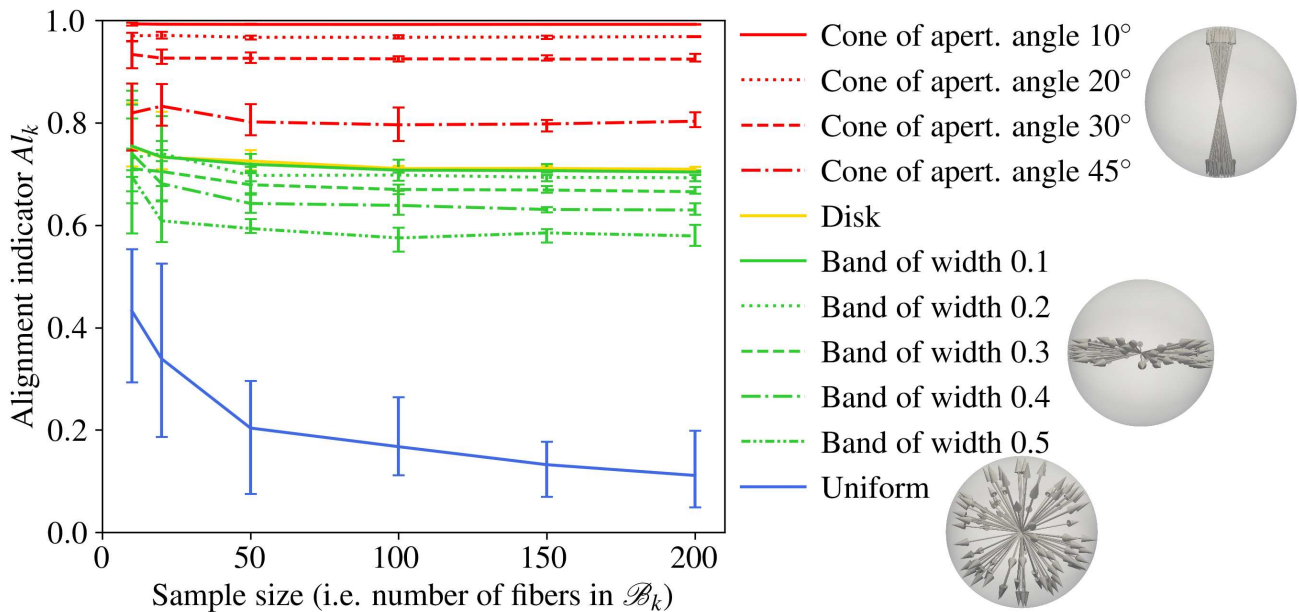 1.0
0.8
0.6
0.4
0.2
0.0
Alignment indicator Al_k
0
50
100
150
200
Sample size (i.e. number of fibers in ℬ_k)
Cone of apert. angle 10°
Cone of apert. angle 20°
Cone of apert. angle 30°
Cone of apert. angle 45°
Disk
Band of width 0.1
Band of width 0.2
Band of width 0.3
Band of width 0.4
Band of width 0.5
Uniform